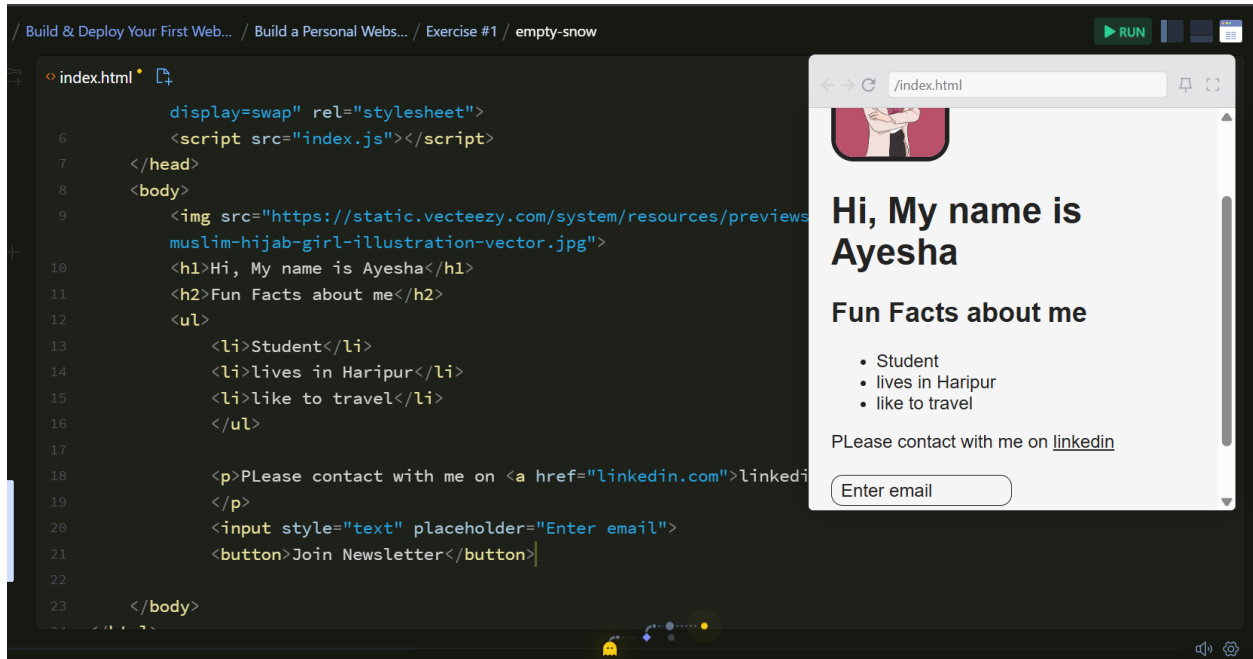 / Build & Deploy Your First Web... / Build a Personal Webs... / Exercise #1 / empty-snow
RUN
index.html
display=swap" rel="stylesheet">
6 <script src="index.js"></script>
7 </head>
8 <body>
9 <img src="https://static.vecteezy.com/system/resources/previews
muslim-hijab-girl-illustration-vector.jpg">
10 <h1>Hi, My name is Ayesha</h1>
11 <h2>Fun Facts about me</h2>
12 <ul>
13 <li>Student</li>
14 <li>lives in Haripur</li>
15 <li>like to travel</li>
16 </ul>
17
18 <p>PLease contact with me on <a href="linkedin.com">linkedi
19 </p>
20 <input style="text" placeholder="Enter email">
21 <button>Join Newsletter</button>
22
23 </body>
/index.html
Hi, My name is
Ayesha
Fun Facts about me
• Student
• lives in Haripur
• like to travel
PLease contact with me on linkedin
Enter email